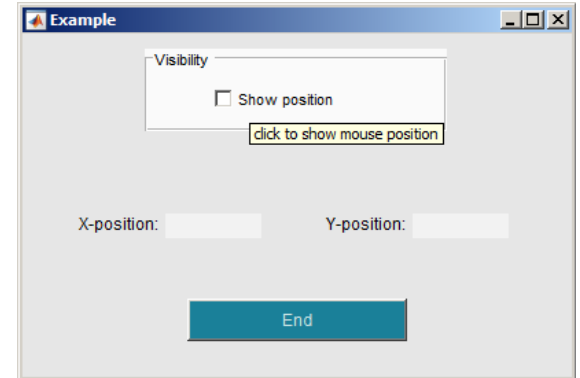 Example
Visibility
Show position
click to show mouse position
X-position:
Y-position:
End